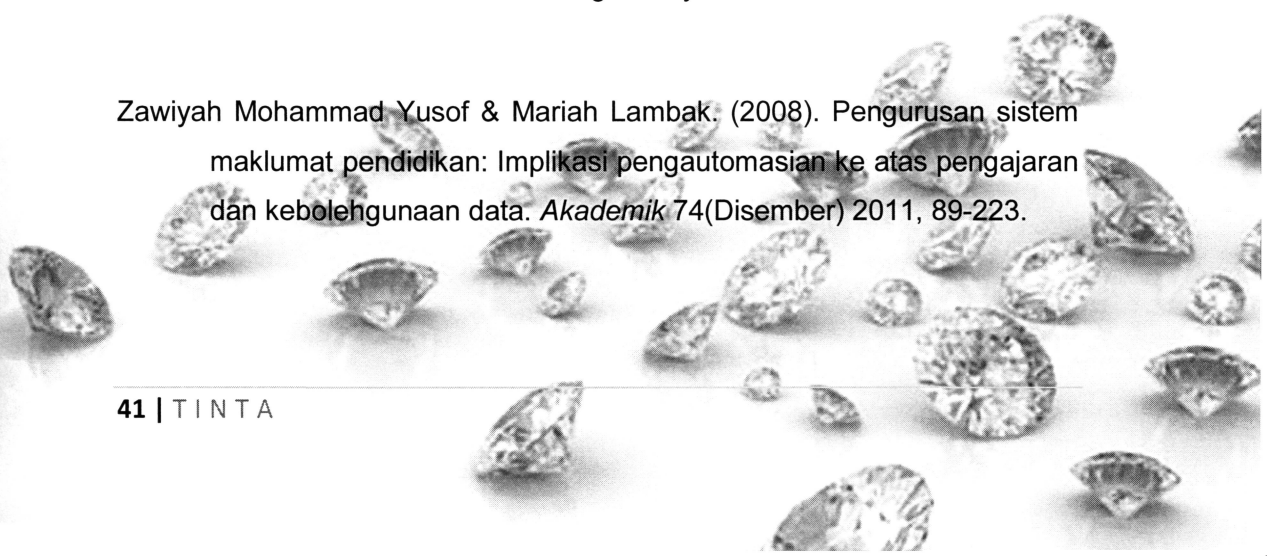 Zawiyah Mohammad Yusof & Mariah Lambak. (2008). Pengurusan sistem
maklumat pendidikan: Implikasi pengautomasian ke atas pengajaran
dan kebolehgunaan data. Akademik 74(Disember) 2011, 89-223.
41 | TINTA